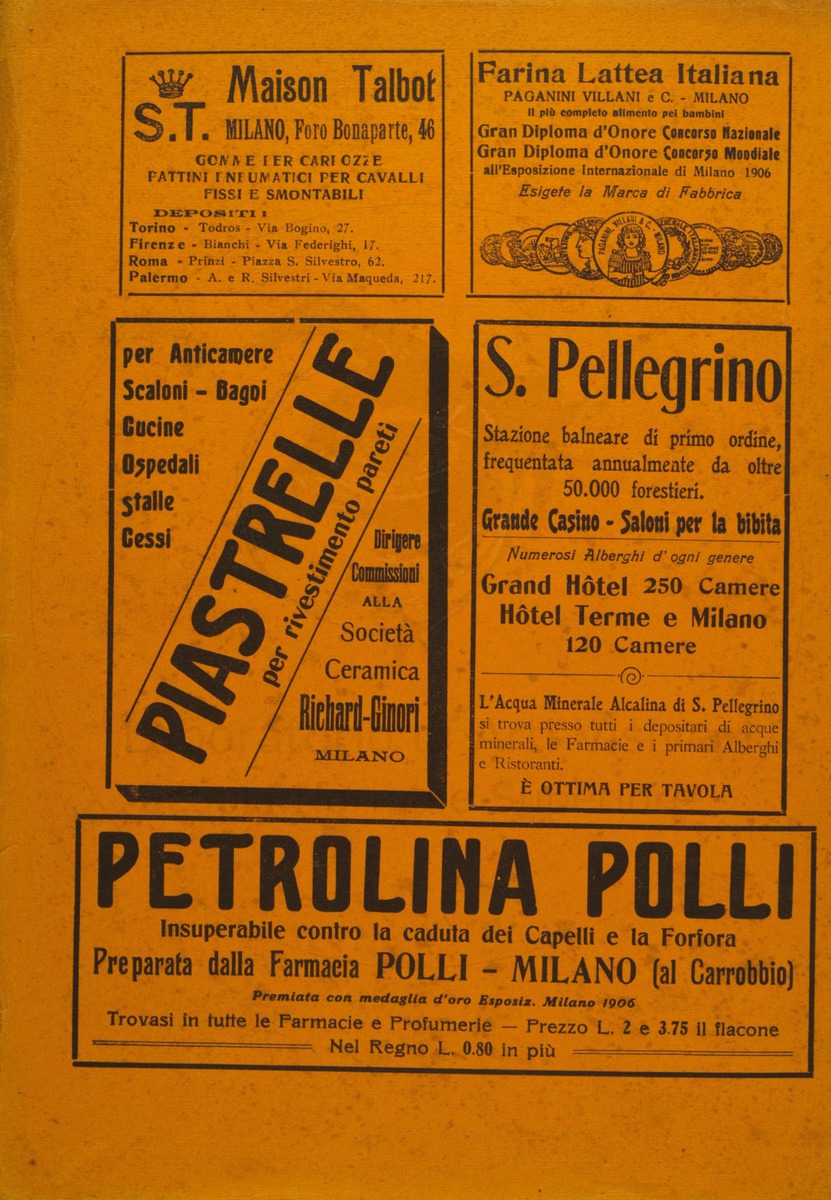 S.T.
Maison Talbot
MILANO, Foro Bonaparte, 46
GOMME PER CAROZZE
PATTINI PNEUMATICI PER CAVALLI
FISSI E SMONTABILI
DEPOSITI:
Torino - Todros - Via Bogino, 27.
Firenze - Bianchi - Via Federighi, 17.
Roma - Prinzi - Piazza S. Silvestro, 62.
Palermo - A. e R. Silvestri - Via Maqueda, 217.
Farina Lattea Italiana
PAGANINI VILLANI e C. - MILANO
il più completo alimento pei bambini
Gran Diploma d'Onore Concorso Nazionale
Gran Diploma d'Onore Concorso Mondiale
all'Esposizione Internazionale di Milano 1906
Esigete la Marca di Fabbrica
PAGANINI, VILLANI & C. - MILANO
per Anticamere
Scaloni - Bagni
Cucine
Ospedali
Stalle
Cessi
PIASTRELLE
per rivestimento pareti
Dirigere
Commissioni
ALLA
Società
Ceramica
Richard-Ginori
MILANO
S. Pellegrino
Stazione balneare di primo ordine,
frequentata annualmente da oltre
50.000 forestieri.
Grande Casino - Saloni per la bibita
Numerosi Alberghi d'ogni genere
Grand Hôtel 250 Camere
Hôtel Terme e Milano
120 Camere
L'Acqua Minerale Alcalina di S. Pellegrino
si trova presso tutti i depositari di acque
minerali, le Farmacie e i primari Alberghi
e Ristoranti.
È OTTIMA PER TAVOLA
PETROLINA POLLI
Insuperabile contro la caduta dei Capelli e la Forfora
Preparata dalla Farmacia POLLI - MILANO (al Carrobbio)
Premiata con medaglia d'oro Esposiz. Milano 1906
Trovasi in tutte le Farmacie e Profumerie — Prezzo L. 2 e 3.75 il flacone
Nel Regno L. 0.80 in più